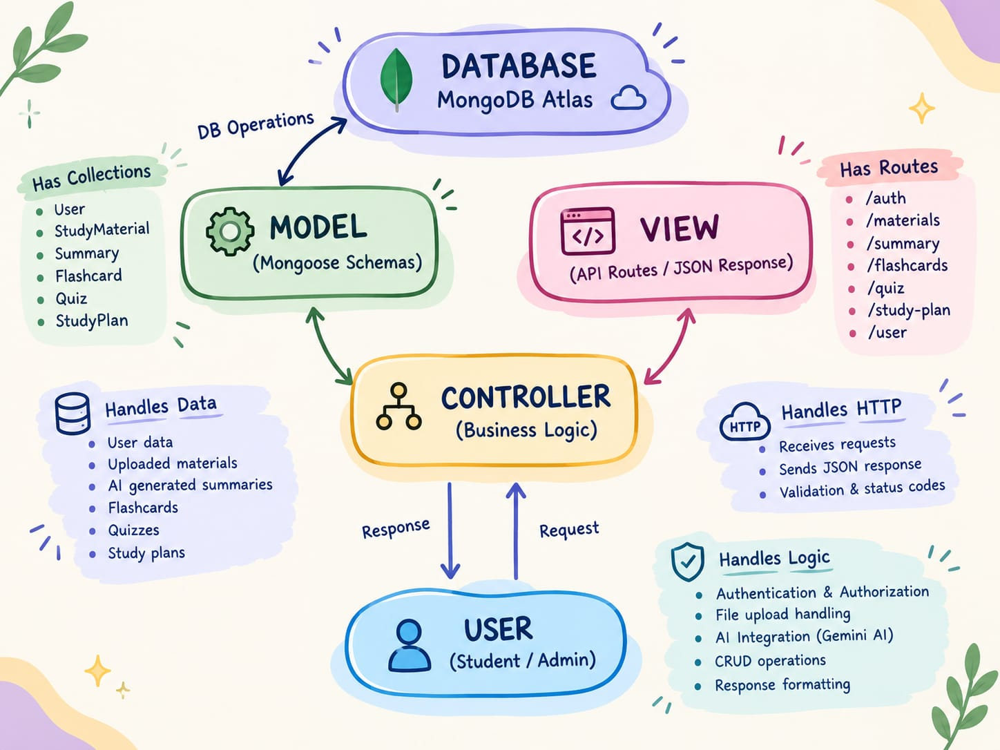 DATABASE
MongoDB Atlas
DB Operations
Has Collections
User
StudyMaterial
Summary
Flashcard
Quiz
StudyPlan
MODEL
(Mongoose Schemas)
VIEW
(API Routes / JSON Response)
</>
Has Routes
/auth
/materials
/summary
/flashcards
/quiz
/study-plan
/user
CONTROLLER
(Business Logic)
Handles Data
User data
Uploaded materials
AI generated summaries
Flashcards
Quizzes
Study plans
HTTP
Handles HTTP
Receives requests
Sends JSON response
Validation & status codes
Response
Request
USER
(Student / Admin)
Handles Logic
Authentication & Authorization
File upload handling
AI Integration (Gemini AI)
CRUD operations
Response formatting